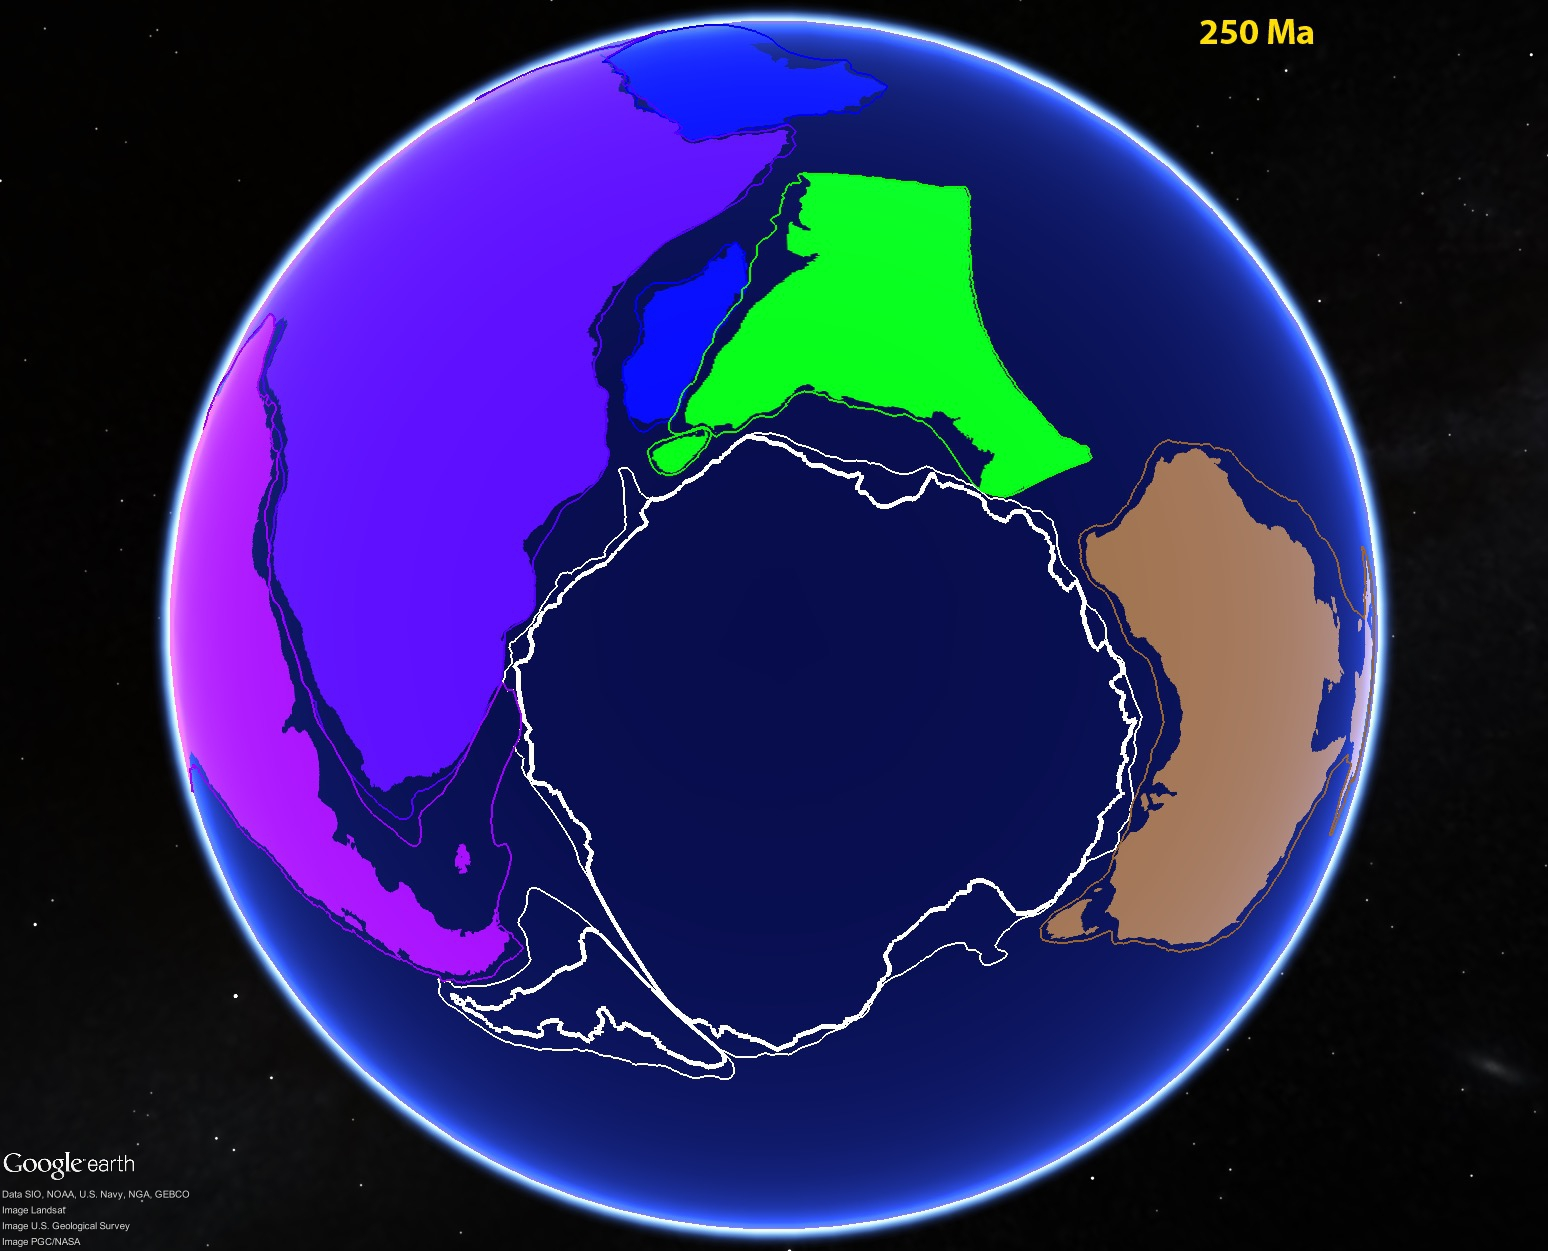 250 Ma
Google earth
Data SIO, NOAA, U.S. Navy, NGA, GEBCO
Image Landsat
Image U.S. Geological Survey
Image PGC/NASA